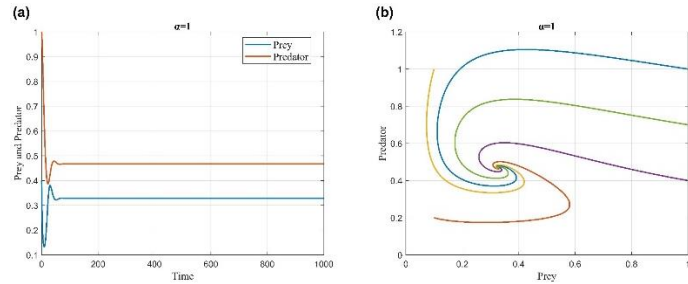 (a)
α=1
Prey and Predator
1
0.9
0.8
0.7
0.6
0.5
0.4
0.3
0.2
0.1
0 200 400 600 800 1000
Time
Prey
Predator
(b)
α=1
Predator
1.2
1
0.8
0.6
0.4
0.2
0
0 0.2 0.4 0.6 0.8 1
Prey